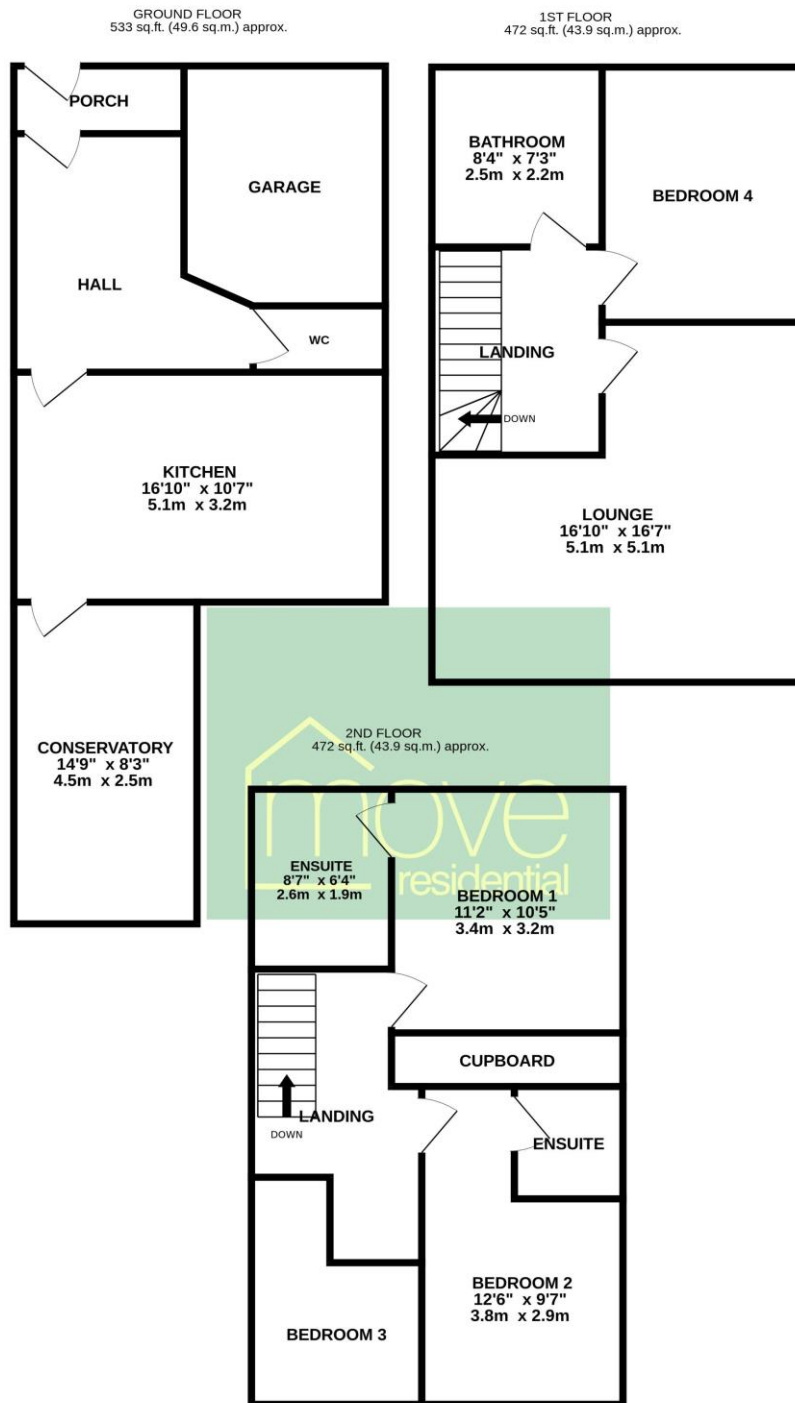 GROUND FLOOR
533 sq.ft. (49.6 sq.m.) approx.
PORCH
GARAGE
HALL
WC
KITCHEN
16'10" x 10'7"
5.1m x 3.2m
CONSERVATORY
14'9" x 8'3"
4.5m x 2.5m
1ST FLOOR
472 sq.ft. (43.9 sq.m.) approx.
BATHROOM
8'4" x 7'3"
2.5m x 2.2m
BEDROOM 4
LANDING
DOWN
LOUNGE
16'10" x 16'7"
5.1m x 5.1m
2ND FLOOR
472 sq.ft. (43.9 sq.m.) approx.
move
residential
ENSUITE
8'7" x 6'4"
2.6m x 1.9m
BEDROOM 1
11'2" x 10'5"
3.4m x 3.2m
CUPBOARD
LANDING
DOWN
ENSUITE
BEDROOM 2
12'6" x 9'7"
3.8m x 2.9m
BEDROOM 3